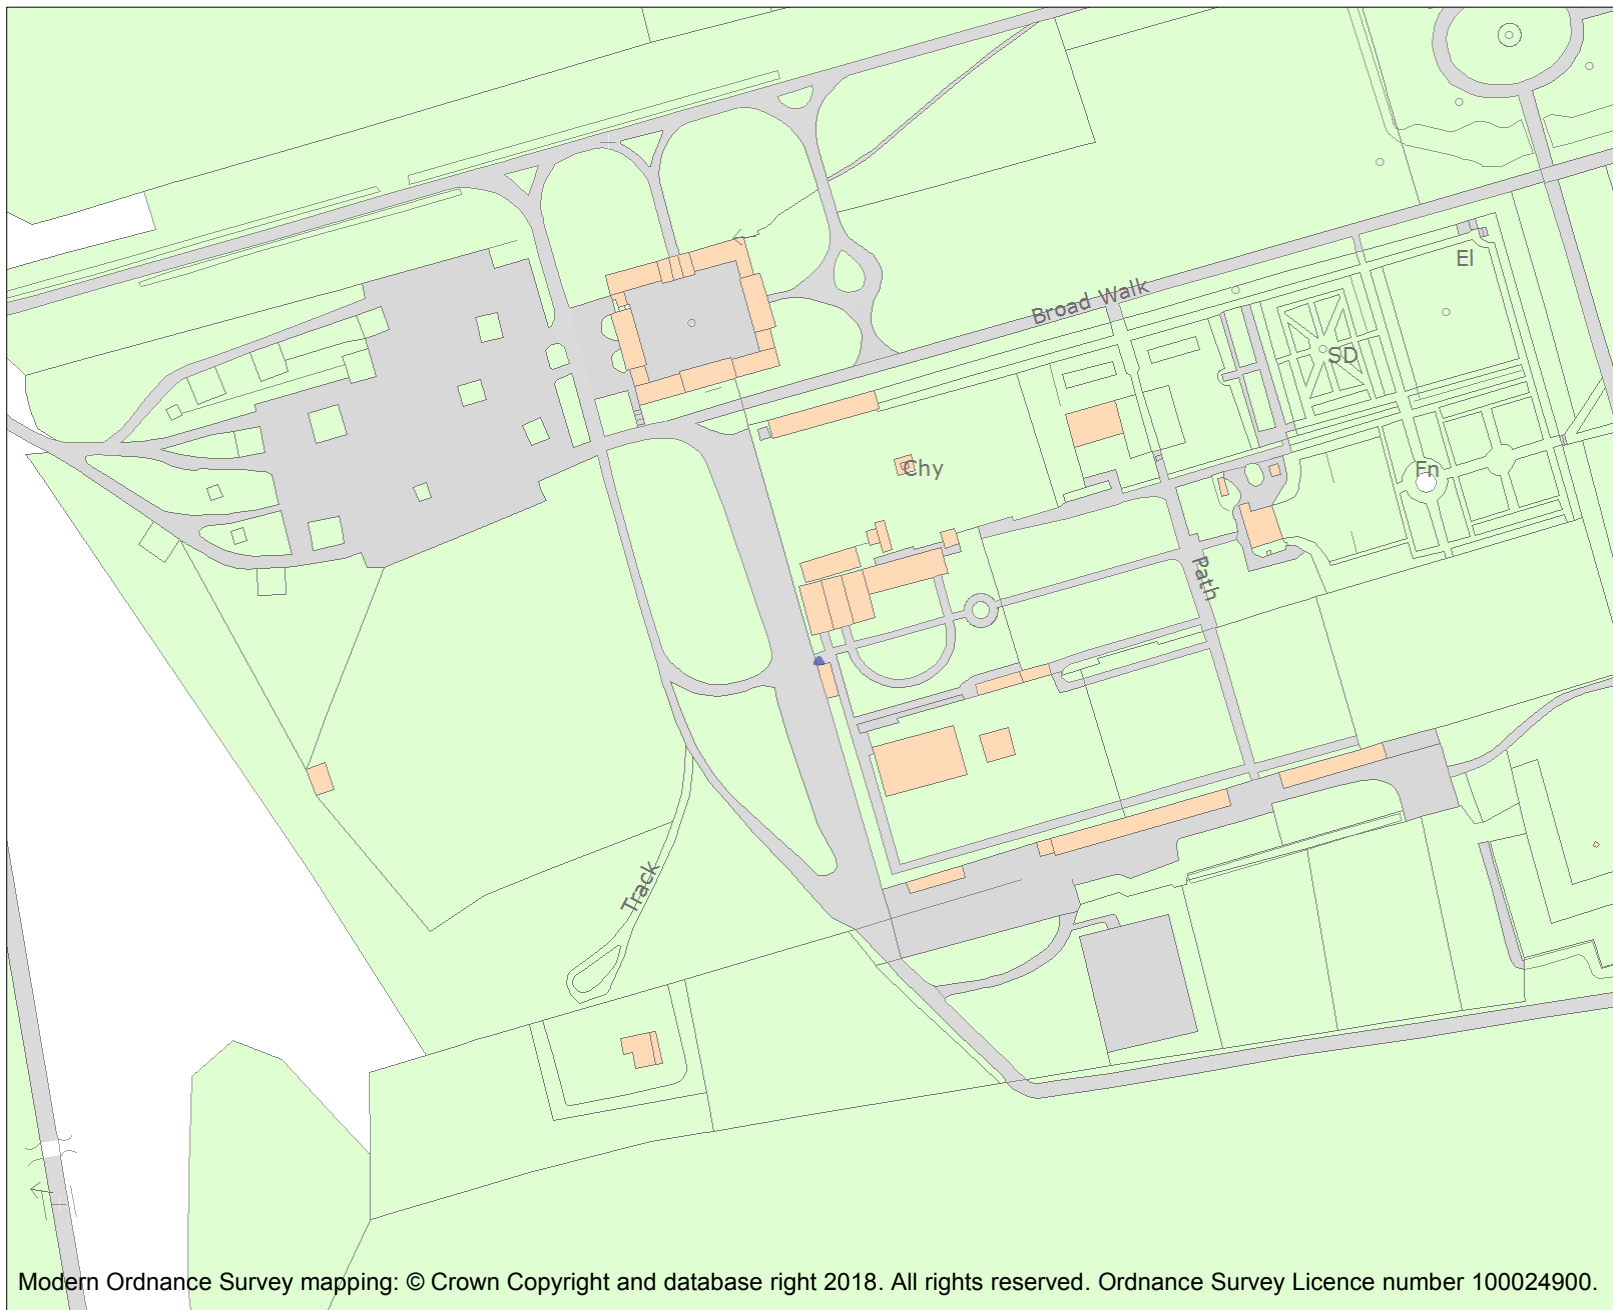 Broad Walk
El
SD
Chy
Fn
Path
Track
Modern Ordnance Survey mapping: © Crown Copyright and database right 2018. All rights reserved. Ordnance Survey Licence number 100024900.